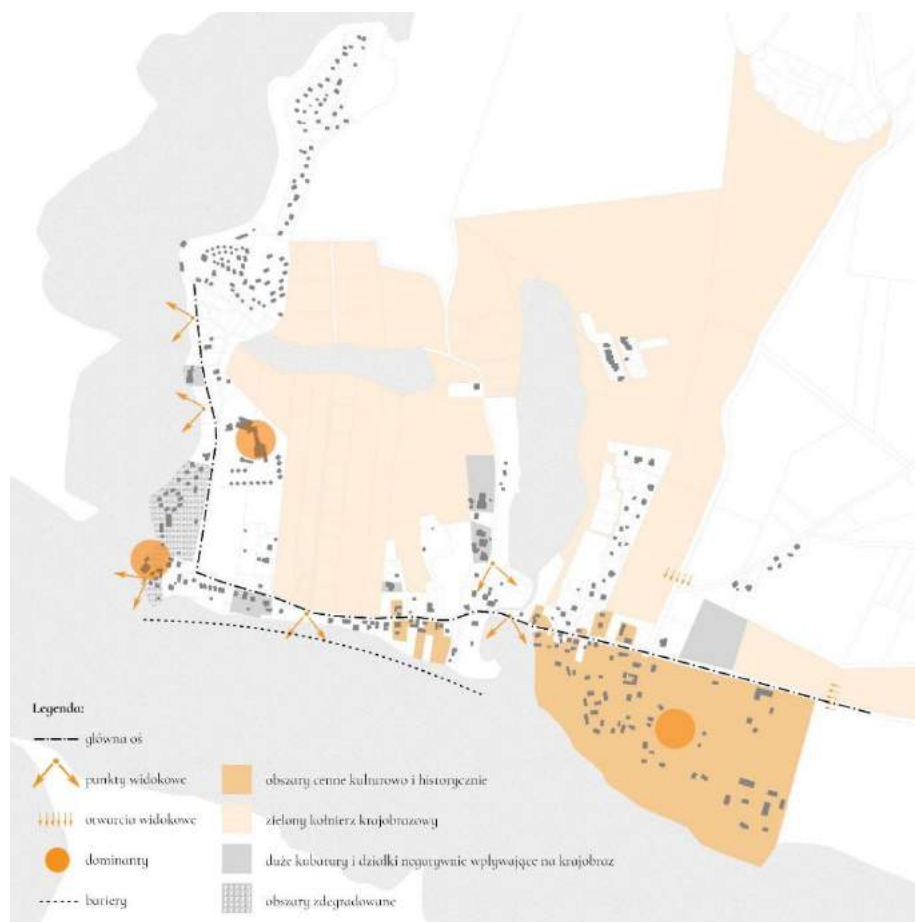 Legenda:
główna oś
punkty widokowe
otwarcia widokowe
dominanty
bariery
obszary cenne kulturowo i historycznie
zielony kołnierz krajobrazowy
duże kubatury i działki negatywnie wpływające na krajobraz
obszary zdegradowane